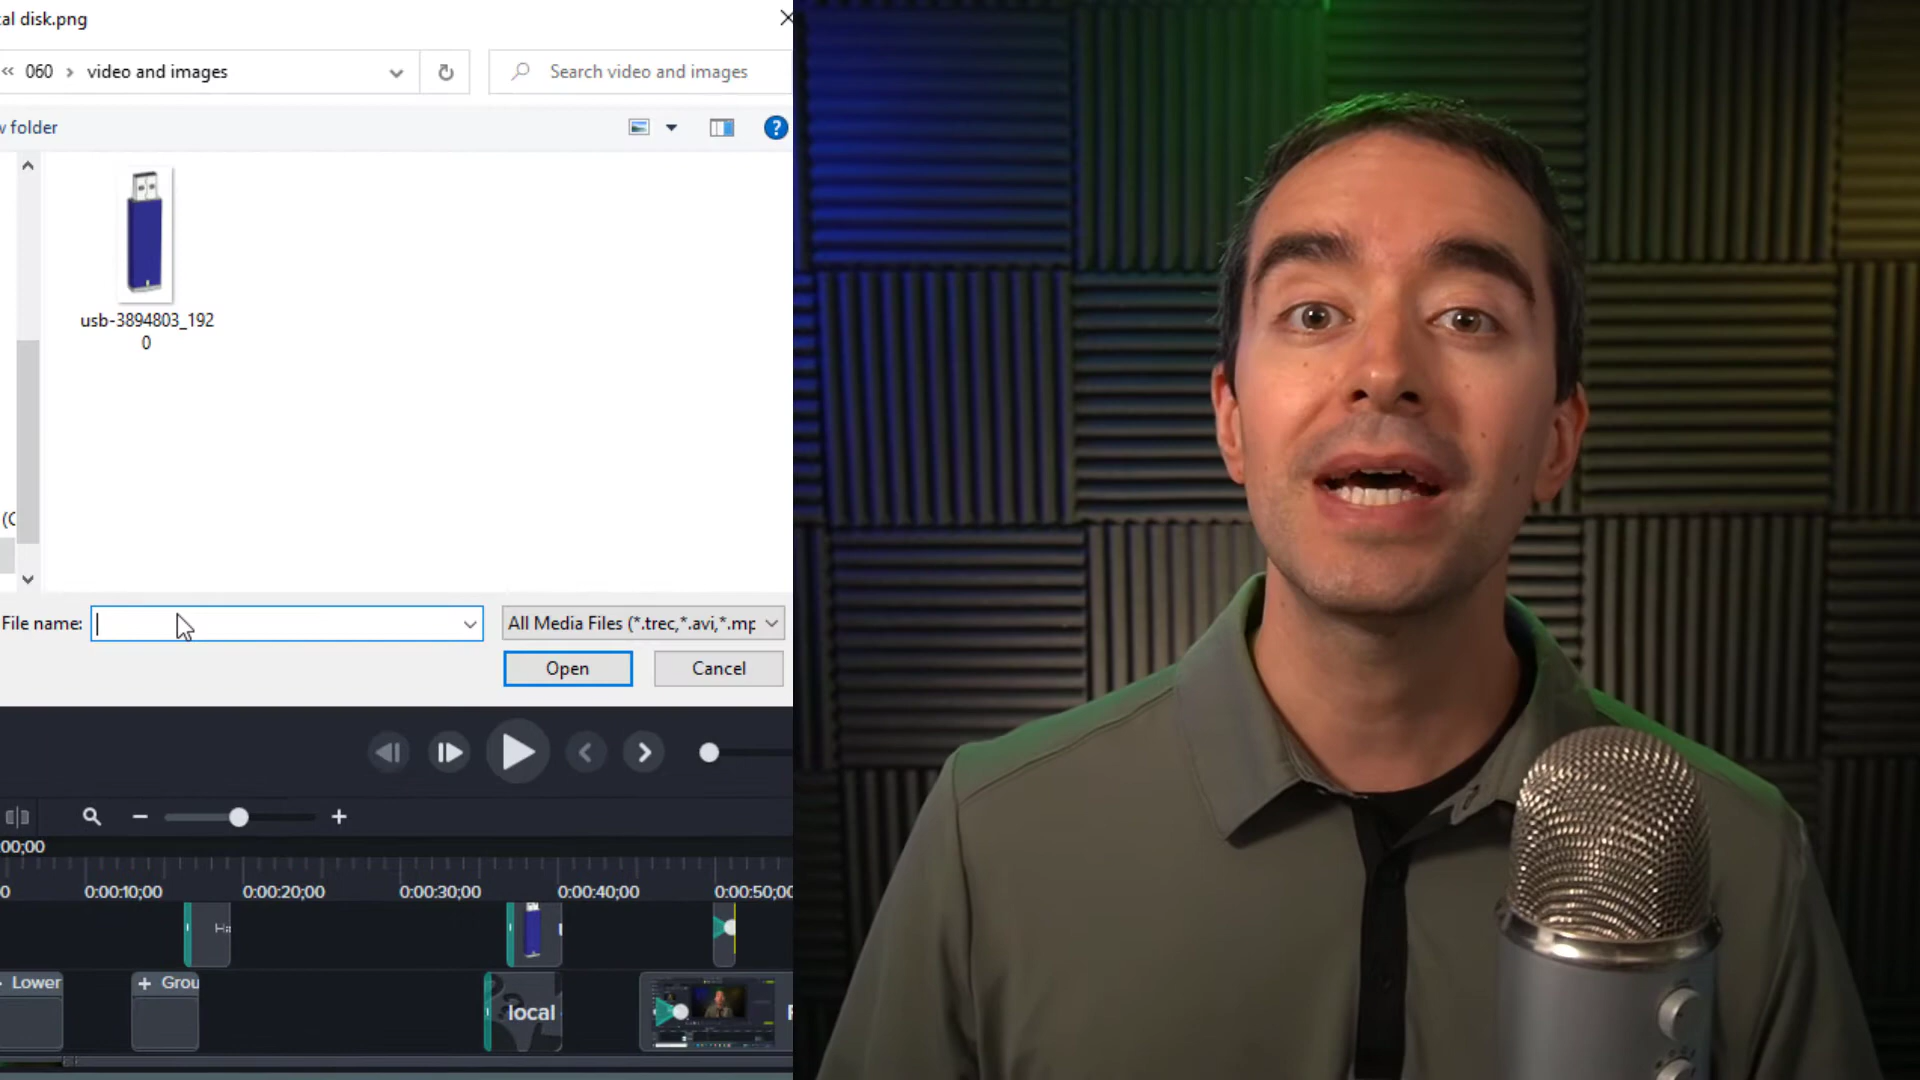 al disk.png
« 060 › video and images
Search video and images
folder
usb-3894803_192
0
(C
File name:
All Media Files (*.trec,*.avi,*.mp
Open
Cancel
00;00
0
0:00:10;00
0:00:20;00
0:00:30;00
0:00:40;00
0:00:50;00
Lower
+ Grou
local